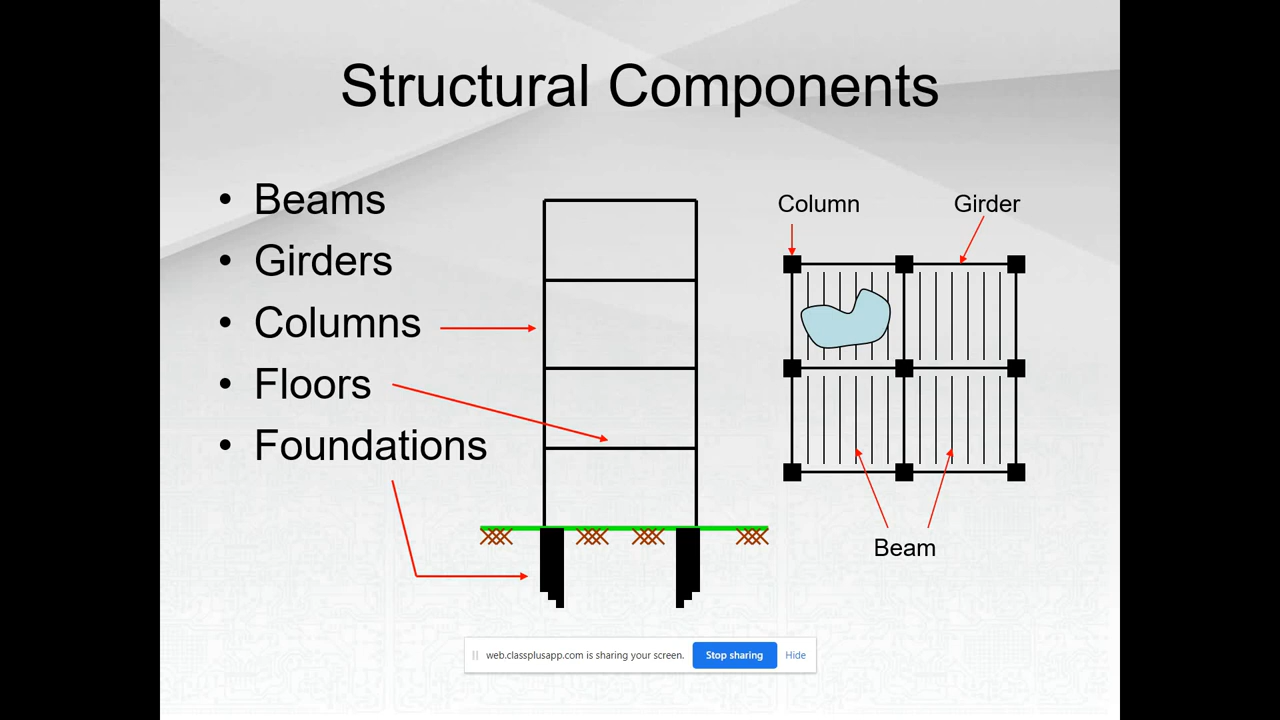 Structural Components
• Beams
• Girders
• Columns
• Floors
• Foundations
Column
Girder
Beam
web.classplusapp.com is sharing your screen. Stop sharing Hide